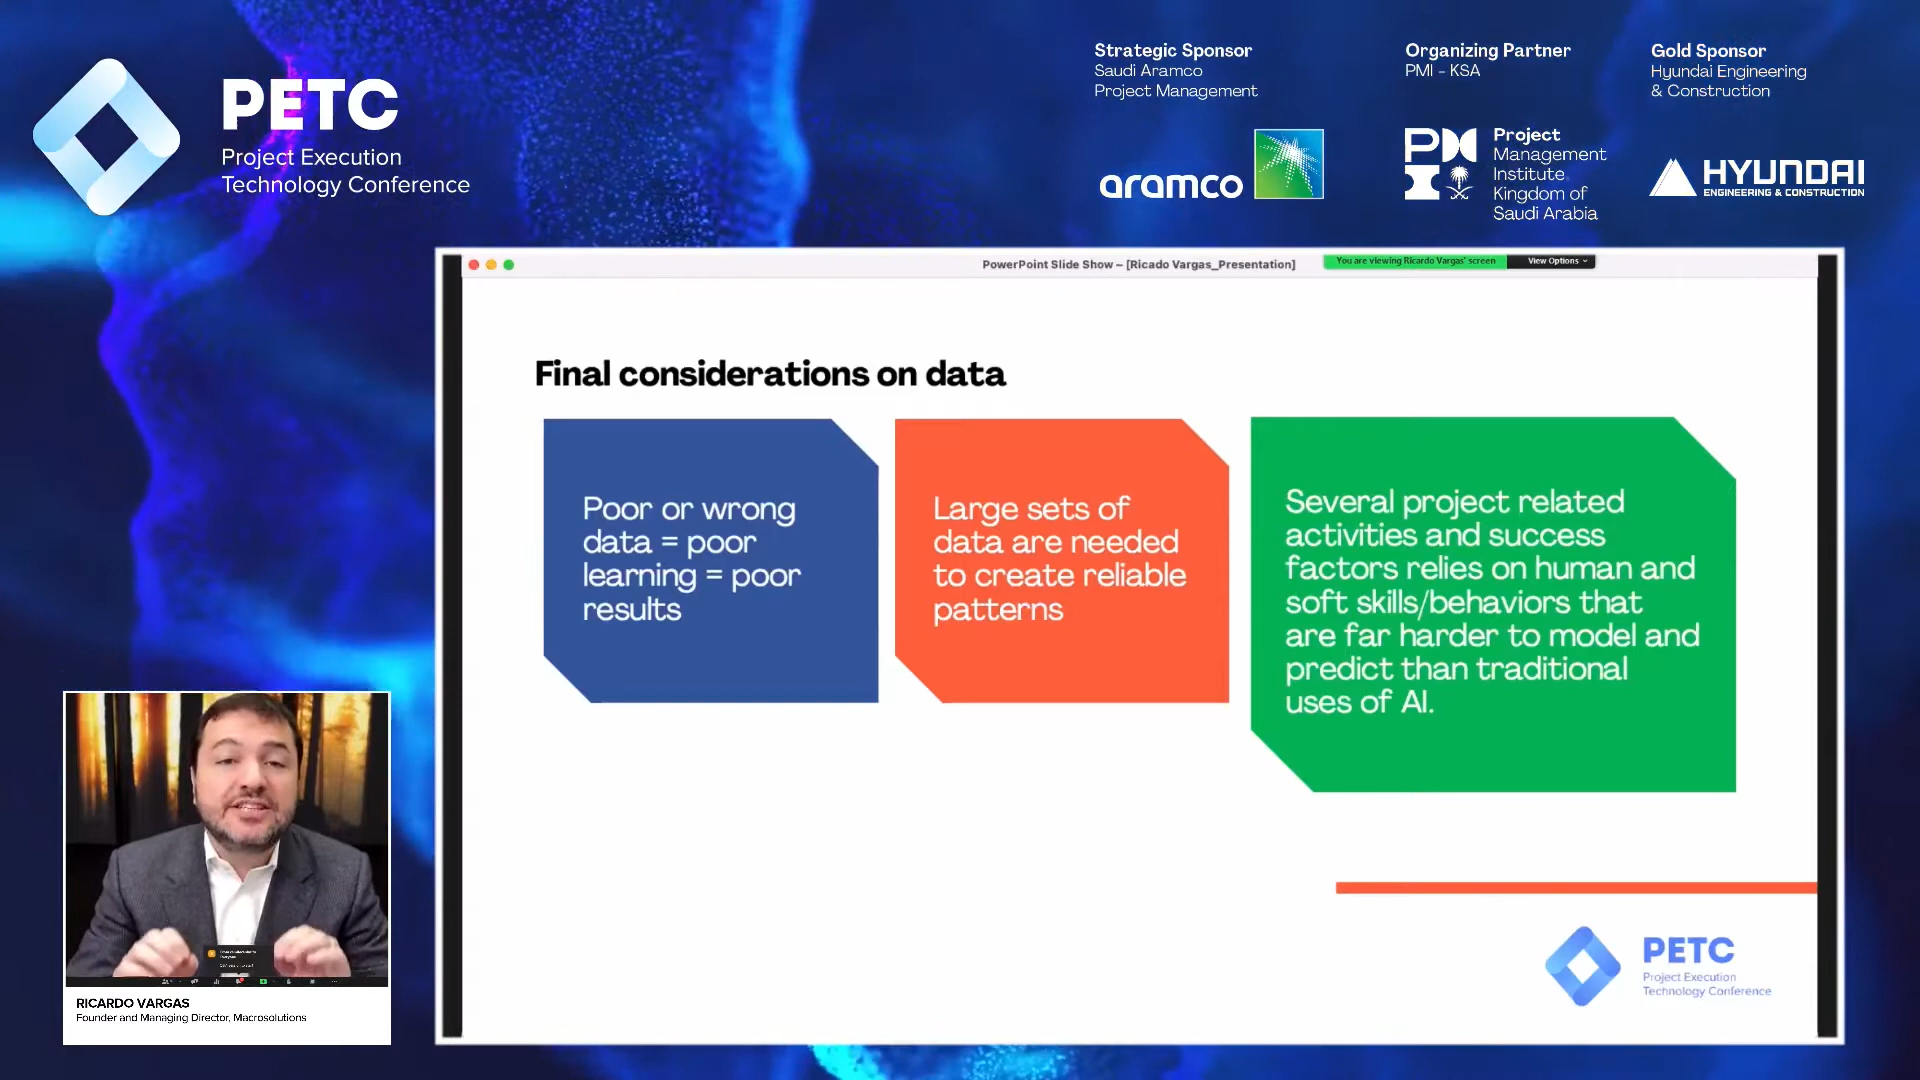 PETC
Project Execution
Technology Conference
Strategic Sponsor
Saudi Aramco
Project Management
aramco
Organizing Partner
PMI - KSA
PMI
Project
Management
Institute
Kingdom of
Saudi Arabia
Gold Sponsor
Hyundai Engineering
& Construction
HYUNDAI
ENGINEERING & CONSTRUCTION
PowerPoint Slide Show – [Ricado Vargas_Presentation]
You are viewing Ricardo Vargas' screen
View Options
Final considerations on data
Poor or wrong
data = poor
learning = poor
results
Large sets of
data are needed
to create reliable
patterns
Several project related
activities and success
factors relies on human and
soft skills/behaviors that
are far harder to model and
predict than traditional
uses of AI.
PETC
Project Execution
Technology Conference
RICARDO VARGAS
Founder and Managing Director, Macrosolutions